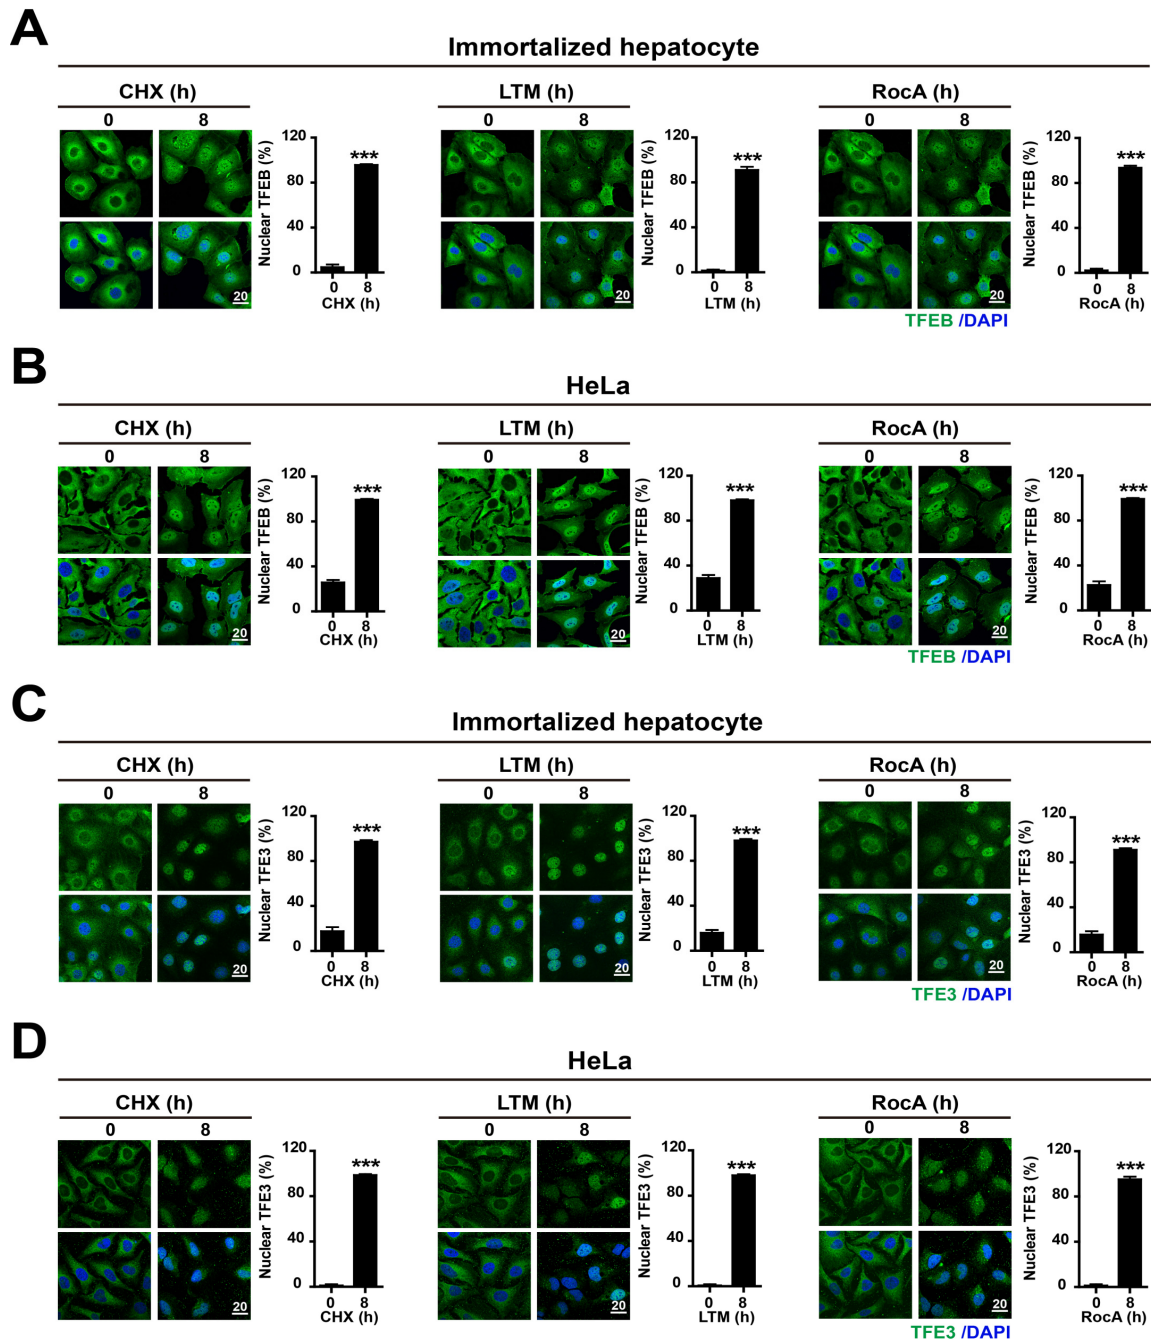 A
Immortalized hepatocyte
CHX (h)
0 8
120
80
40
0
Nuclear TFEB (%)
***
0 8
CHX (h)
20
LTM (h)
0 8
120
80
40
0
Nuclear TFEB (%)
***
0 8
LTM (h)
20
RocA (h)
0 8
120
80
40
0
Nuclear TFEB (%)
***
0 8
RocA (h)
20
TFEB /DAPI
B
HeLa
CHX (h)
0 8
120
80
40
0
Nuclear TFEB (%)
***
0 8
CHX (h)
20
LTM (h)
0 8
120
80
40
0
Nuclear TFEB (%)
***
0 8
LTM (h)
20
RocA (h)
0 8
120
80
40
0
Nuclear TFEB (%)
***
0 8
RocA (h)
20
TFEB /DAPI
C
Immortalized hepatocyte
CHX (h)
0 8
120
80
40
0
Nuclear TFE3 (%)
***
0 8
CHX (h)
20
LTM (h)
0 8
120
80
40
0
Nuclear TFE3 (%)
***
0 8
LTM (h)
20
RocA (h)
0 8
120
80
40
0
Nuclear TFE3 (%)
***
0 8
RocA (h)
20
TFE3 /DAPI
D
HeLa
CHX (h)
0 8
120
80
40
0
Nuclear TFE3 (%)
***
0 8
CHX (h)
20
LTM (h)
0 8
120
80
40
0
Nuclear TFE3 (%)
***
0 8
LTM (h)
20
RocA (h)
0 8
120
80
40
0
Nuclear TFE3 (%)
***
0 8
RocA (h)
20
TFE3 /DAPI